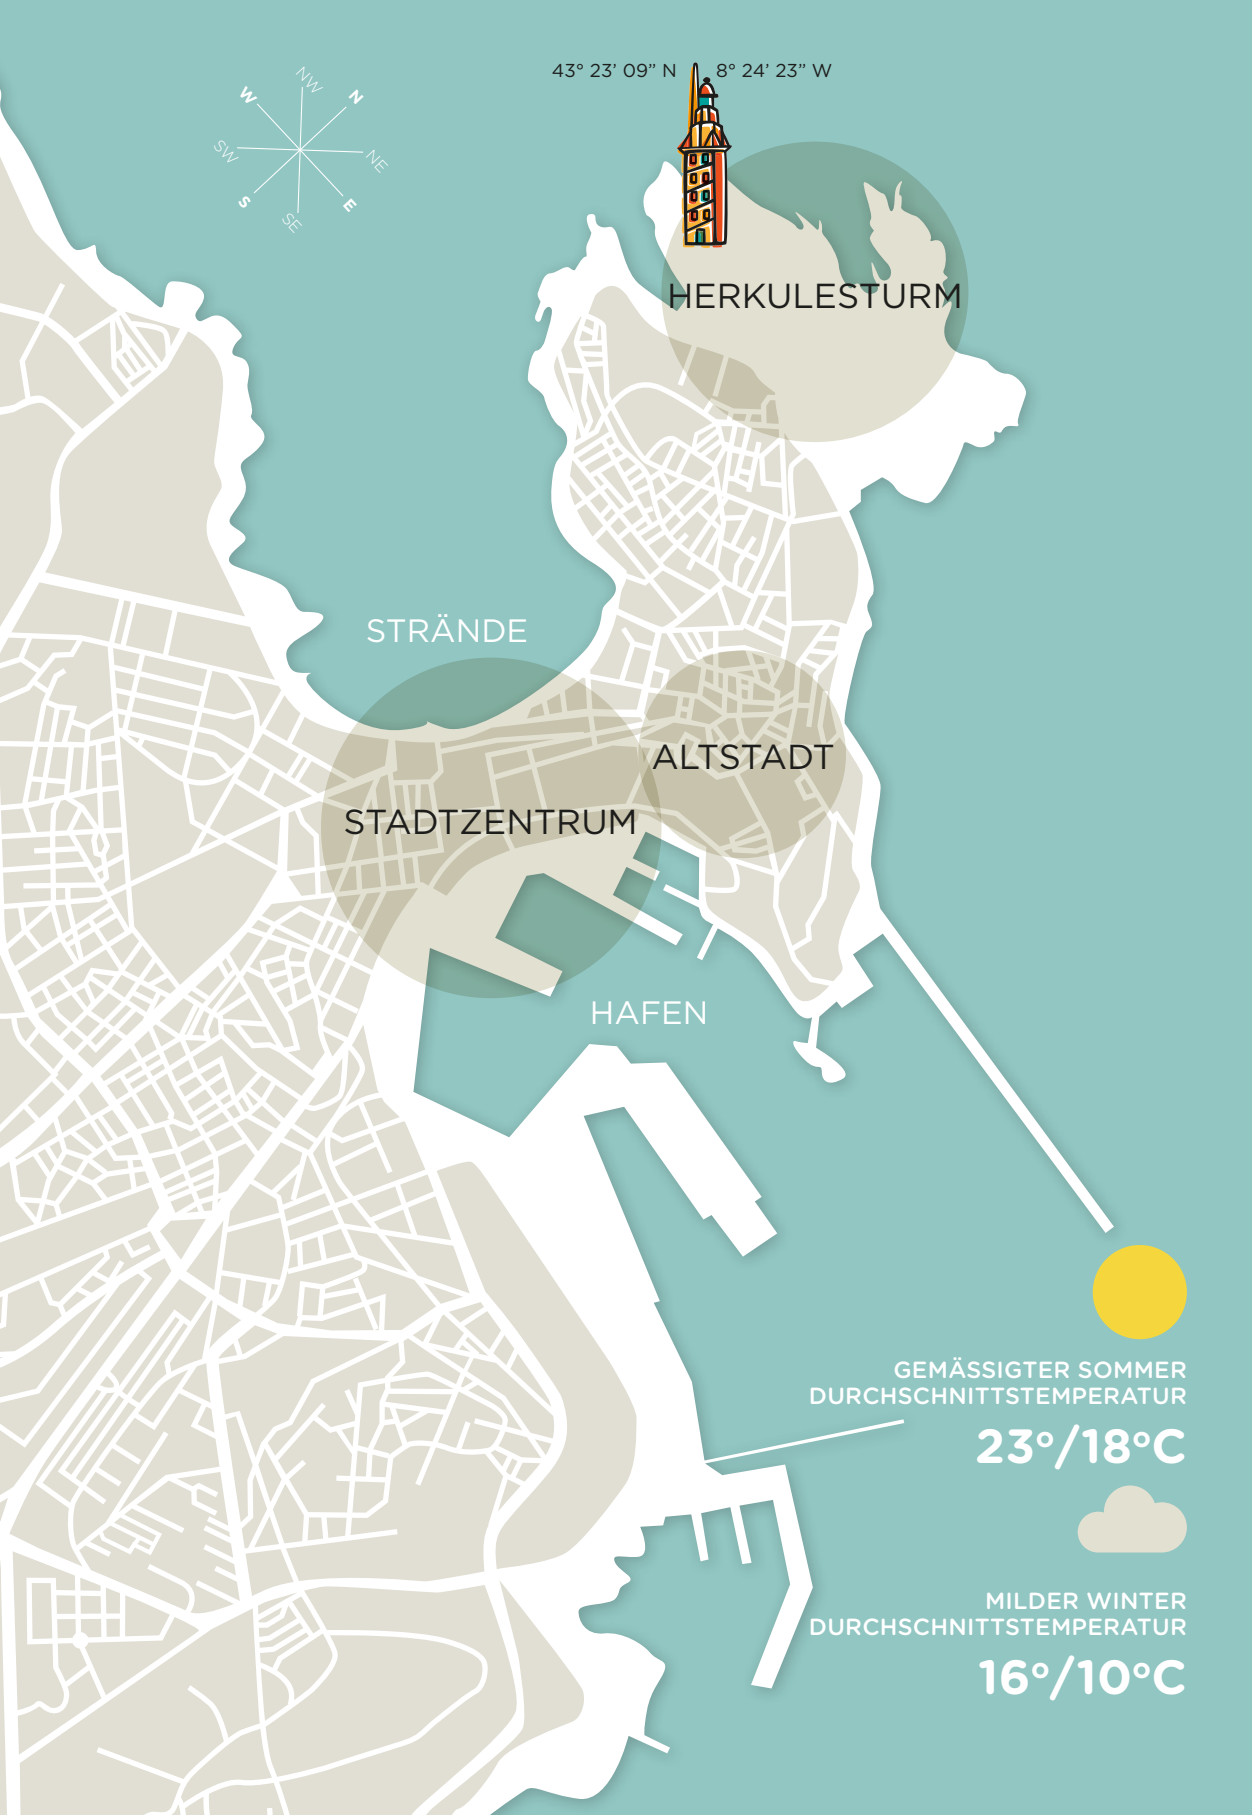 43° 23’ 09” N 8° 24’ 23” W
NW
W
N
SW
NE
S
SE
E
HERKULESTURM
STRÄNDE
ALTSTADT
STADTZENTRUM
HAFEN
GEMÄSSIGTER SOMMER
DURCHSCHNITTSTEMPERATUR
23°/18°C
MILDER WINTER
DURCHSCHNITTSTEMPERATUR
16°/10°C